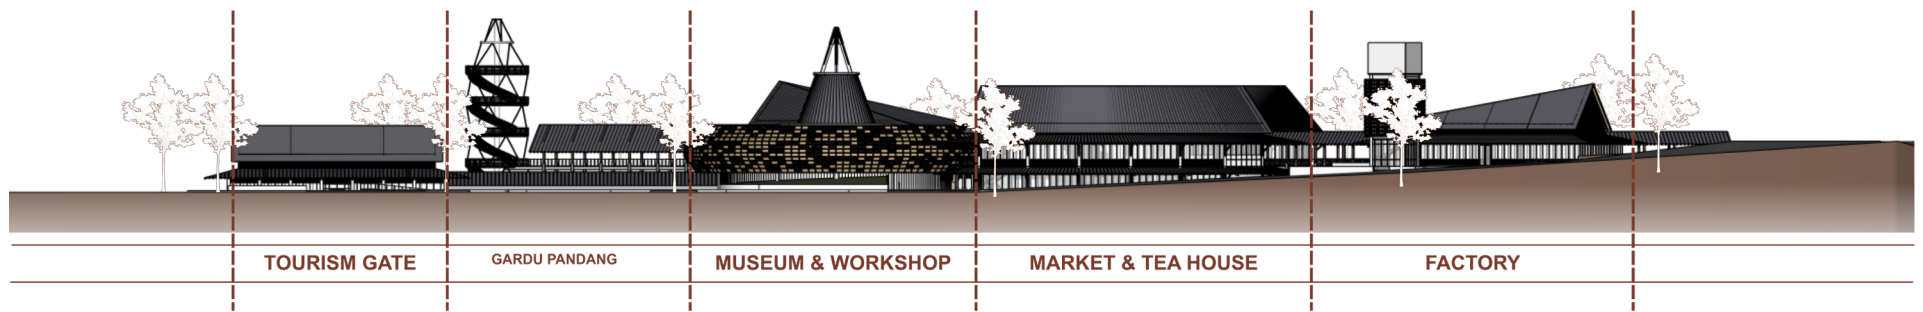 TOURISM GATE
GARDU PANDANG
MUSEUM & WORKSHOP
MARKET & TEA HOUSE
FACTORY